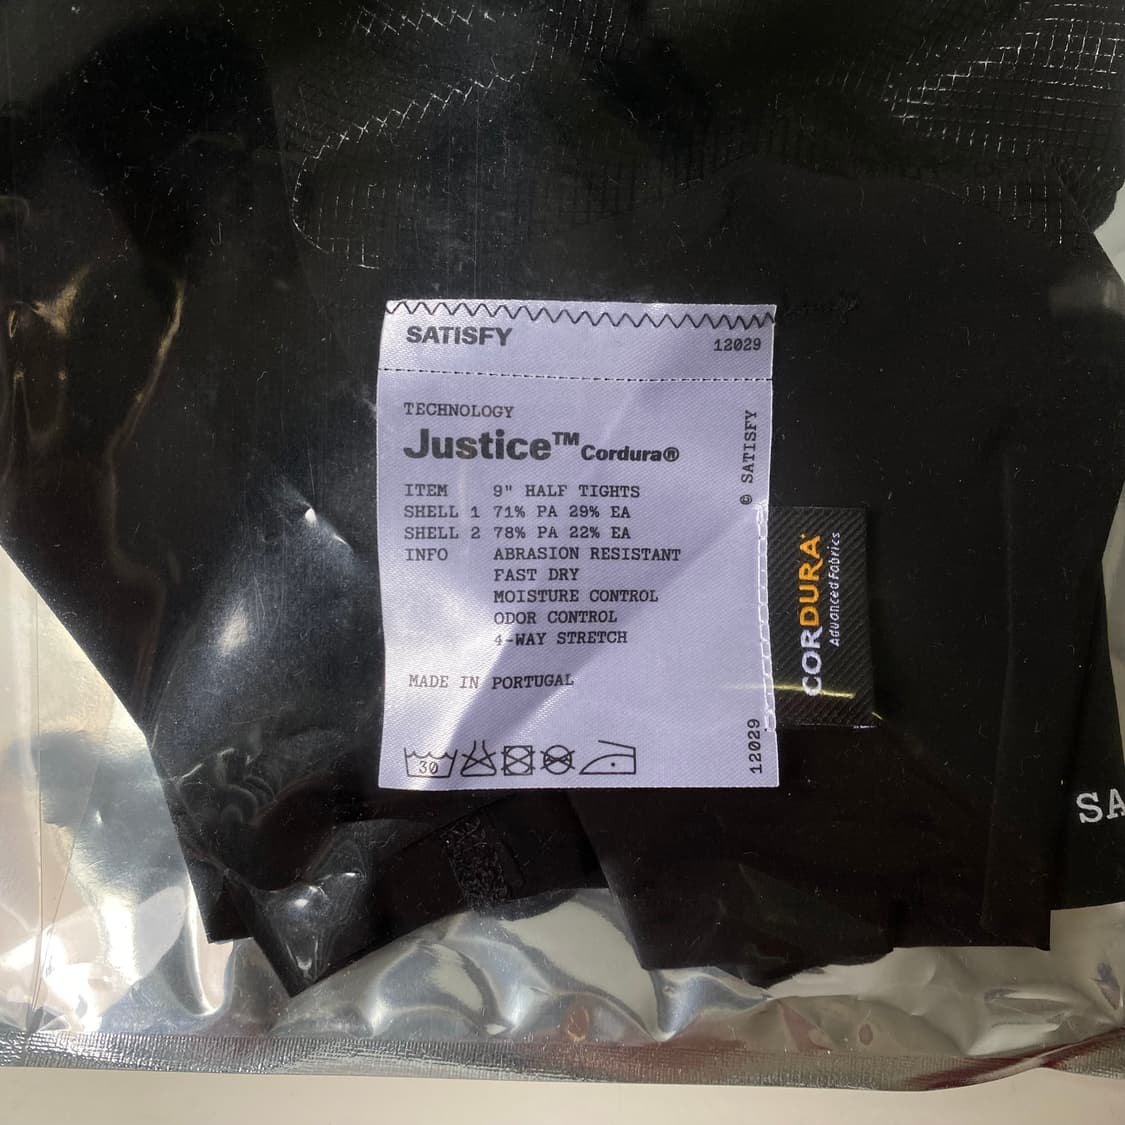 SATISFY 12029
TECHNOLOGY
Justice™ Cordura®
ITEM 9" HALF TIGHTS
SHELL 1 71% PA 29% EA
SHELL 2 78% PA 22% EA
INFO ABRASION RESISTANT
FAST DRY
MOISTURE CONTROL
ODOR CONTROL
4-WAY STRETCH
MADE IN PORTUGAL
30
© SATISFY
12029
CORDURA
Advanced Fabrics
SA